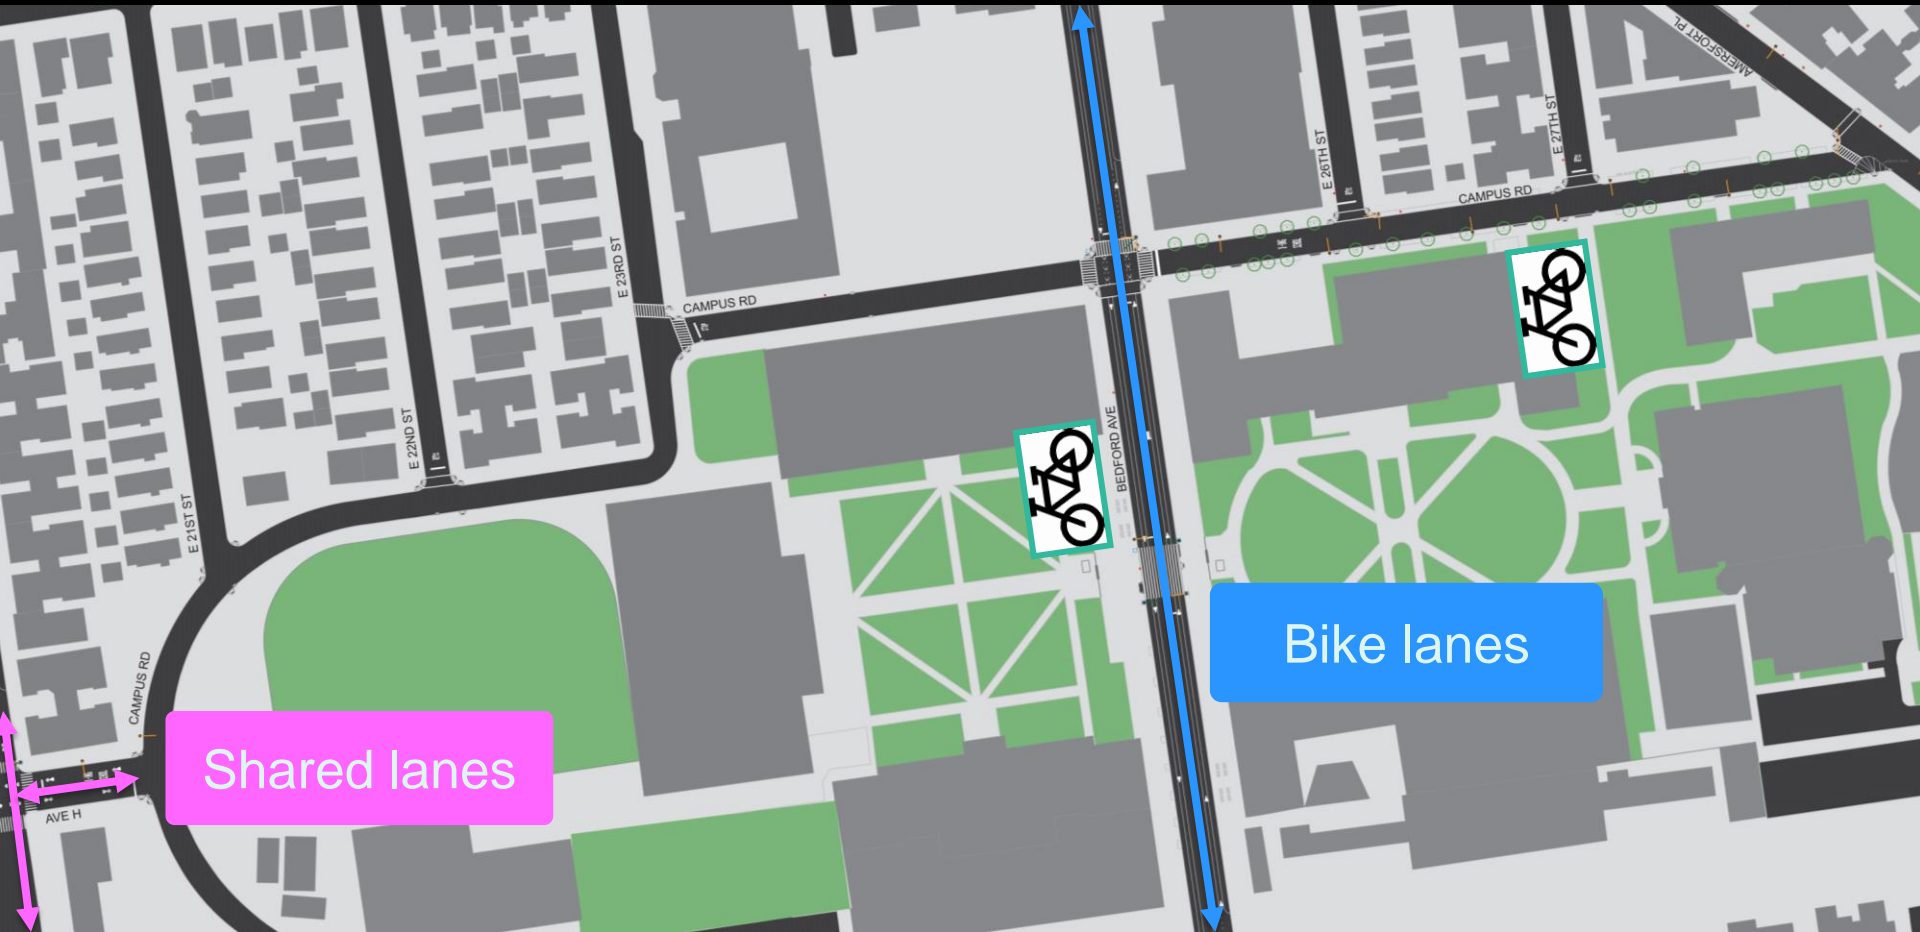 AMERSFORT PL
E 27TH ST
E 26TH ST
CAMPUS RD
E 23RD ST
CAMPUS RD
E 22ND ST
BEDFORD AVE
E 21ST ST
Bike lanes
CAMPUS RD
Shared lanes
AVE H